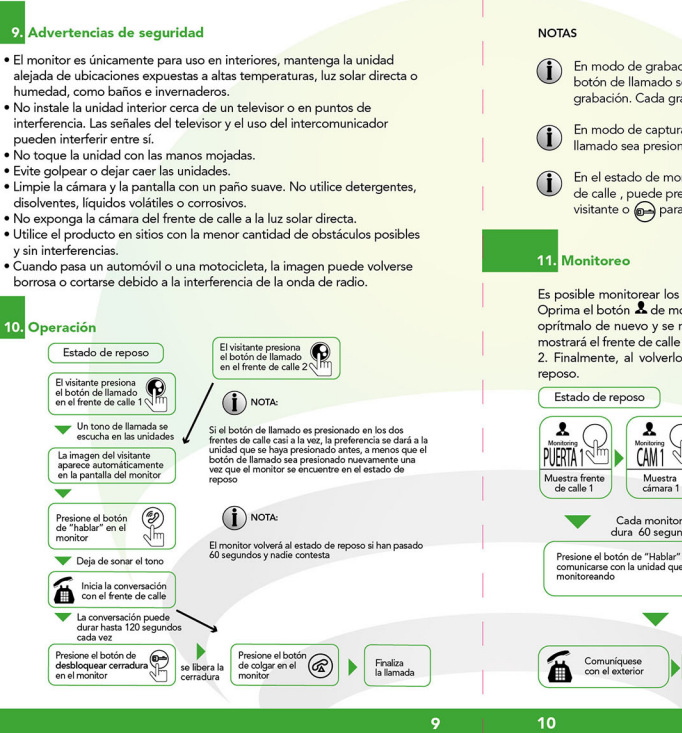 9. Advertencias de seguridad
• El monitor es únicamente para uso en interiores, mantenga la unidad
alejada de ubicaciones expuestas a altas temperaturas, luz solar directa o
humedad, como baños e invernaderos.
• No instale la unidad interior cerca de un televisor o en puntos de
interferencia. Las señales del televisor y el uso del intercomunicador
pueden interferir entre sí.
• No toque la unidad con las manos mojadas.
• Evite golpear o dejar caer las unidades.
• Limpie la cámara y la pantalla con un paño suave. No utilice detergentes,
disolventes, líquidos volátiles o corrosivos.
• No exponga la cámara del frente de calle a la luz solar directa.
• Utilice el producto en sitios con la menor cantidad de obstáculos posibles
y sin interferencias.
• Cuando pasa un automóvil o una motocicleta, la imagen puede volverse
borrosa o cortarse debido a la interferencia de la onda de radio.
10. Operación
Estado de reposo
El visitante presiona
el botón de llamado
en el frente de calle 1
Un tono de llamada se
escucha en las unidades
La imagen del visitante
aparece automáticamente
en la pantalla del monitor
Presione el botón
de "hablar" en el
monitor
Deja de sonar el tono
Inicia la conversación
con el frente de calle
La conversación puede
durar hasta 120 segundos
cada vez
Presione el botón de
desbloquear cerradura
en el monitor
se libera la
cerradura
Presione el botón
de colgar en el
monitor
Finaliza
la llamada
El visitante presiona
el botón de llamado
en el frente de calle 2
NOTA:
Si el botón de llamado es presionado en los dos
frentes de calle casi a la vez, la preferencia se dará a la
unidad que se haya presionado antes, a menos que el
botón de llamado sea presionado nuevamente una
vez que el monitor se encuentre en el estado de
reposo
NOTA:
El monitor volverá al estado de reposo si han pasado
60 segundos y nadie contesta
9
NOTAS
En modo de
botón de llamado
grabación. Cada
En modo de
llamado sea
En el estado de
de calle , puede
visitante o para
11. Monitoreo
Es posible monitorear los
Oprima el botón de
oprítmalo de nuevo y se
mostrará el frente de calle
2. Finalmente, al
reposo.
Estado de reposo
Monitoring
PUERTA 1
Muestra frente
de calle 1
Monitoring
CAM 1
Muestra
cámara 1
Cada
dura 60
Presione el botón de "Hablar"
comunicarse con la unidad
monitoreando
Comuníquese
con el exterior
10